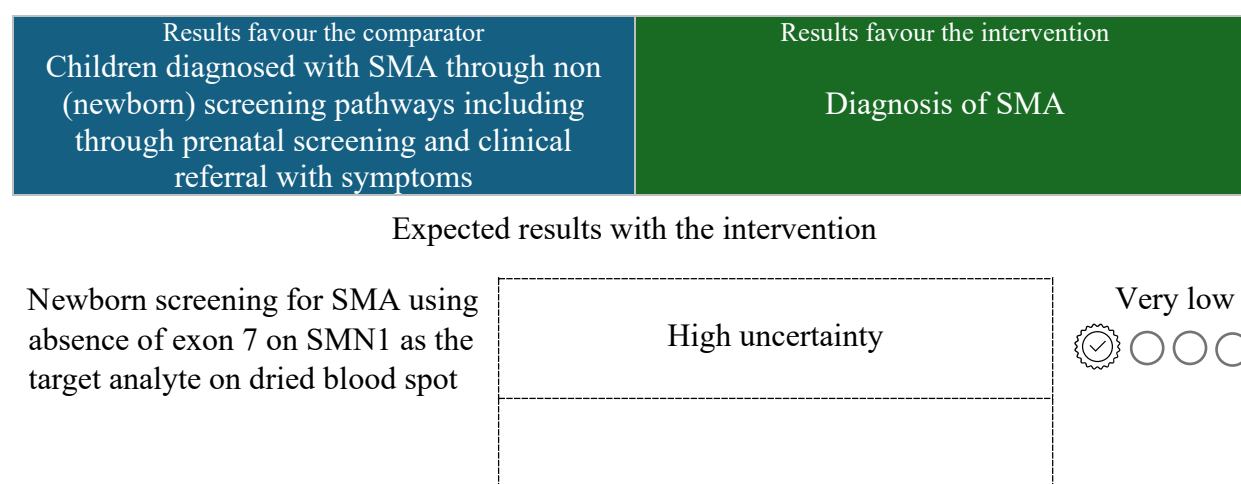 Results favour the comparator
Children diagnosed with SMA through non
(newborn) screening pathways including
through prenatal screening and clinical
referral with symptoms
Results favour the intervention
Diagnosis of SMA
Expected results with the intervention
Newborn screening for SMA using
absence of exon 7 on SMN1 as the
target analyte on dried blood spot
High uncertainty
Very low